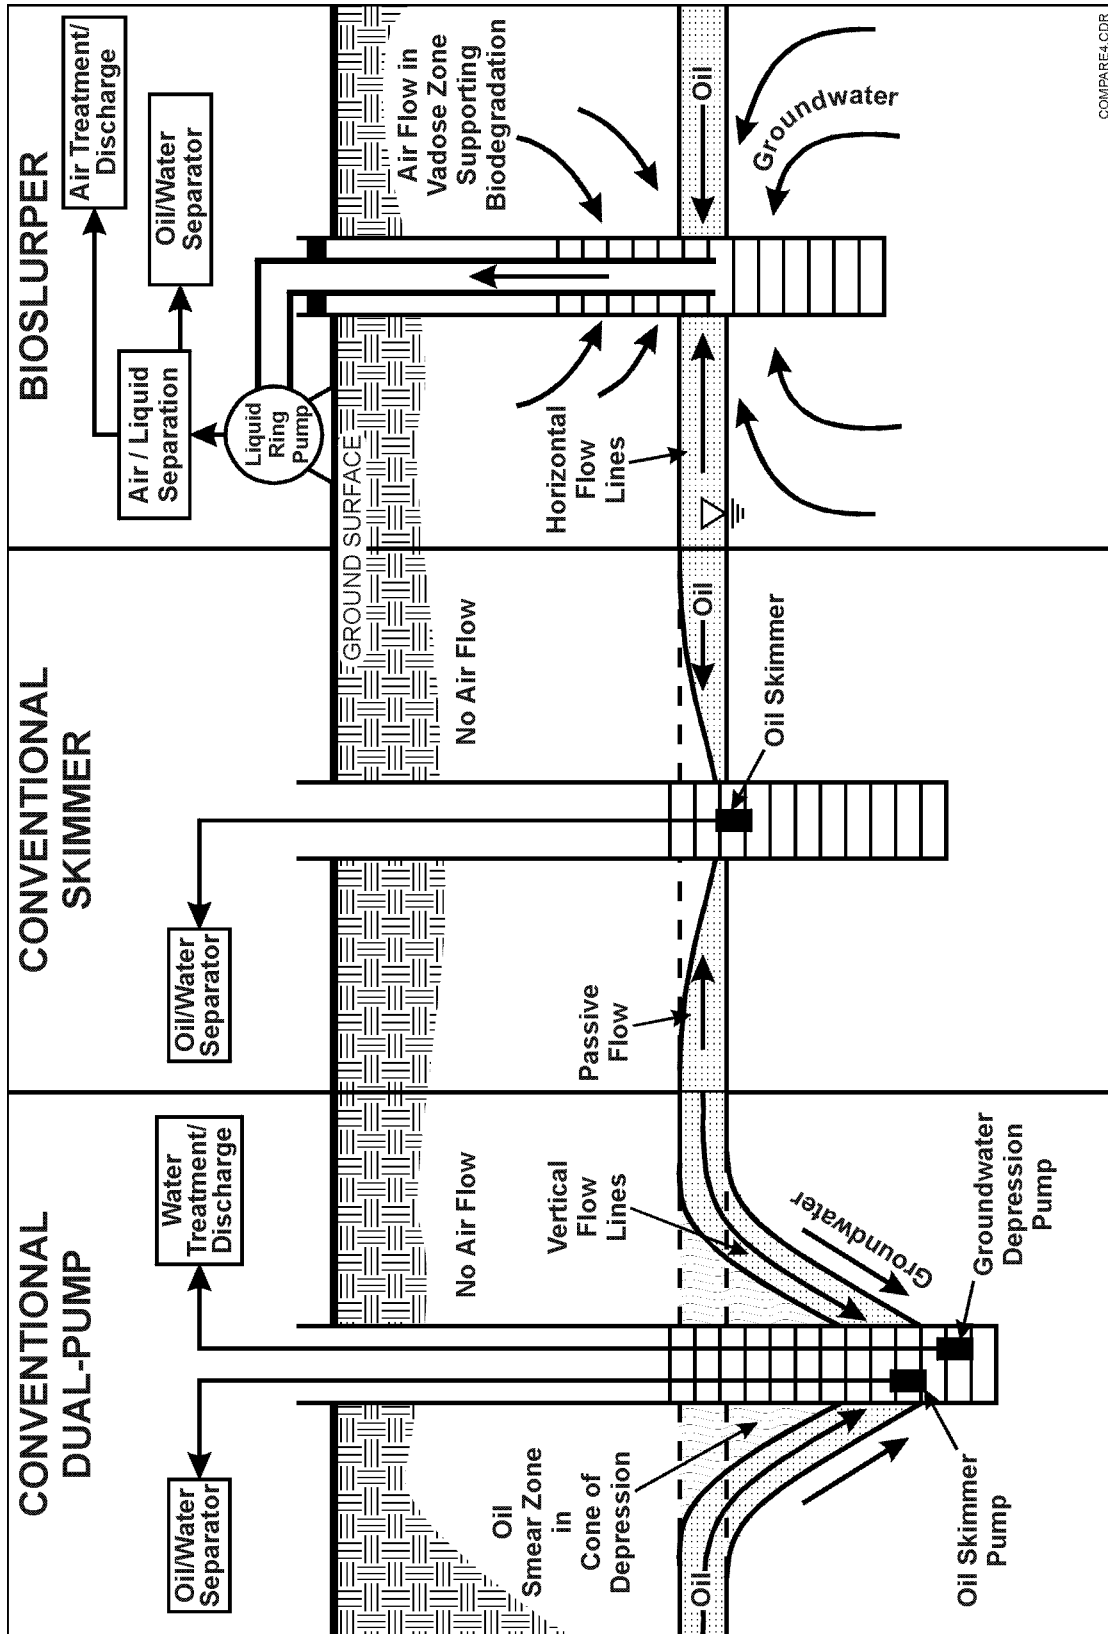 CONVENTIONAL
DUAL-PUMP
Oil/Water
Separator
Water
Treatment/
Discharge
No Air Flow
Oil
Smear Zone
in
Cone of
Depression
Vertical
Flow
Lines
Oil
Groundwater
Oil Skimmer
Pump
Groundwater
Depression
Pump
CONVENTIONAL
SKIMMER
Oil/Water
Separator
GROUND SURFACE
No Air Flow
Passive
Flow
Oil
Oil Skimmer
BIOSLURPER
Air / Liquid
Separation
Air Treatment/
Discharge
Oil/Water
Separator
Liquid
Ring
Pump
Air Flow in
Vadose Zone
Supporting
Biodegradation
Horizontal
Flow
Lines
Oil
Groundwater
COMPARE4.CDR